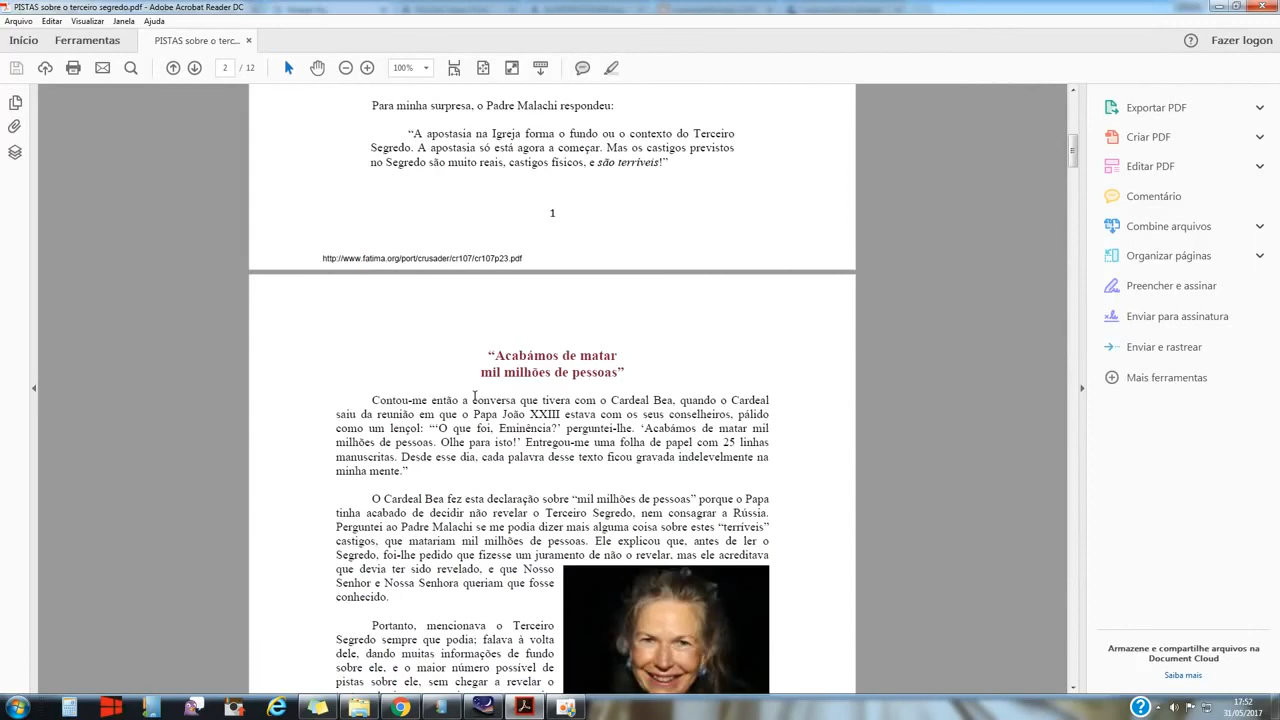 PISTAS sobre o terceiro segredo.pdf - Adobe Acrobat Reader DC
Arquivo Editar Visualizar Janela Ajuda
Início Ferramentas PISTAS sobre o terc... × Fazer logon
2 / 12 100%
Para minha surpresa, o Padre Malachi respondeu:
“A apostasia na Igreja forma o fundo ou o contexto do Terceiro
Segredo. A apostasia só está agora a começar. Mas os castigos previstos
no Segredo são muito reais, castigos físicos, e são terríveis!”
1
http://www.fatima.org/port/crusader/cr107/cr107p23.pdf
“Acabámos de matar
mil milhões de pessoas”
Contou-me então a conversa que tivera com o Cardeal Bea, quando o Cardeal
saiu da reunião em que o Papa João XXIII estava com os seus conselheiros, pálido
como um lençol: “‘O que foi, Eminência?’ perguntei-lhe. ‘Acabámos de matar mil
milhões de pessoas. Olhe para isto!’ Entregou-me uma folha de papel com 25 linhas
manuscritas. Desde esse dia, cada palavra desse texto ficou gravada indelevelmente na
minha mente.”
O Cardeal Bea fez esta declaração sobre “mil milhões de pessoas” porque o Papa
tinha acabado de decidir não revelar o Terceiro Segredo, nem consagrar a Rússia.
Perguntei ao Padre Malachi se me podia dizer mais alguma coisa sobre estes “terríveis”
castigos, que matariam mil milhões de pessoas. Ele explicou que, antes de ler o
Segredo, foi-lhe pedido que fizesse um juramento de não o revelar, mas ele acreditava
que devia ter sido revelado, e que Nosso
Senhor e Nossa Senhora queriam que fosse
conhecido.
Portanto, mencionava o Terceiro
Segredo sempre que podia; falava à volta
dele, dando muitas informações de fundo
sobre ele, e o maior número possível de
pistas sobre ele, sem chegar a revelar o
Exportar PDF
Criar PDF
Editar PDF
Comentário
Combine arquivos
Organizar páginas
Preencher e assinar
Enviar para assinatura
Enviar e rastrear
Mais ferramentas
Armazene e compartilhe arquivos na
Document Cloud
Saiba mais
17:52
31/05/2017